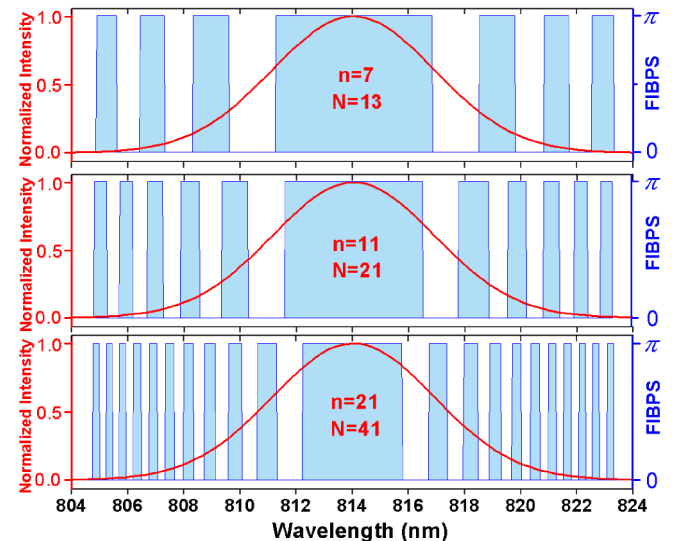 Normalized Intensity
1.0
0.5
0.0
n=7
N=13
π
0
FIBPS
Normalized Intensity
1.0
0.5
0.0
n=11
N=21
π
0
FIBPS
Normalized Intensity
1.0
0.5
0.0
n=21
N=41
π
0
FIBPS
804 806 808 810 812 814 816 818 820 822 824
Wavelength (nm)